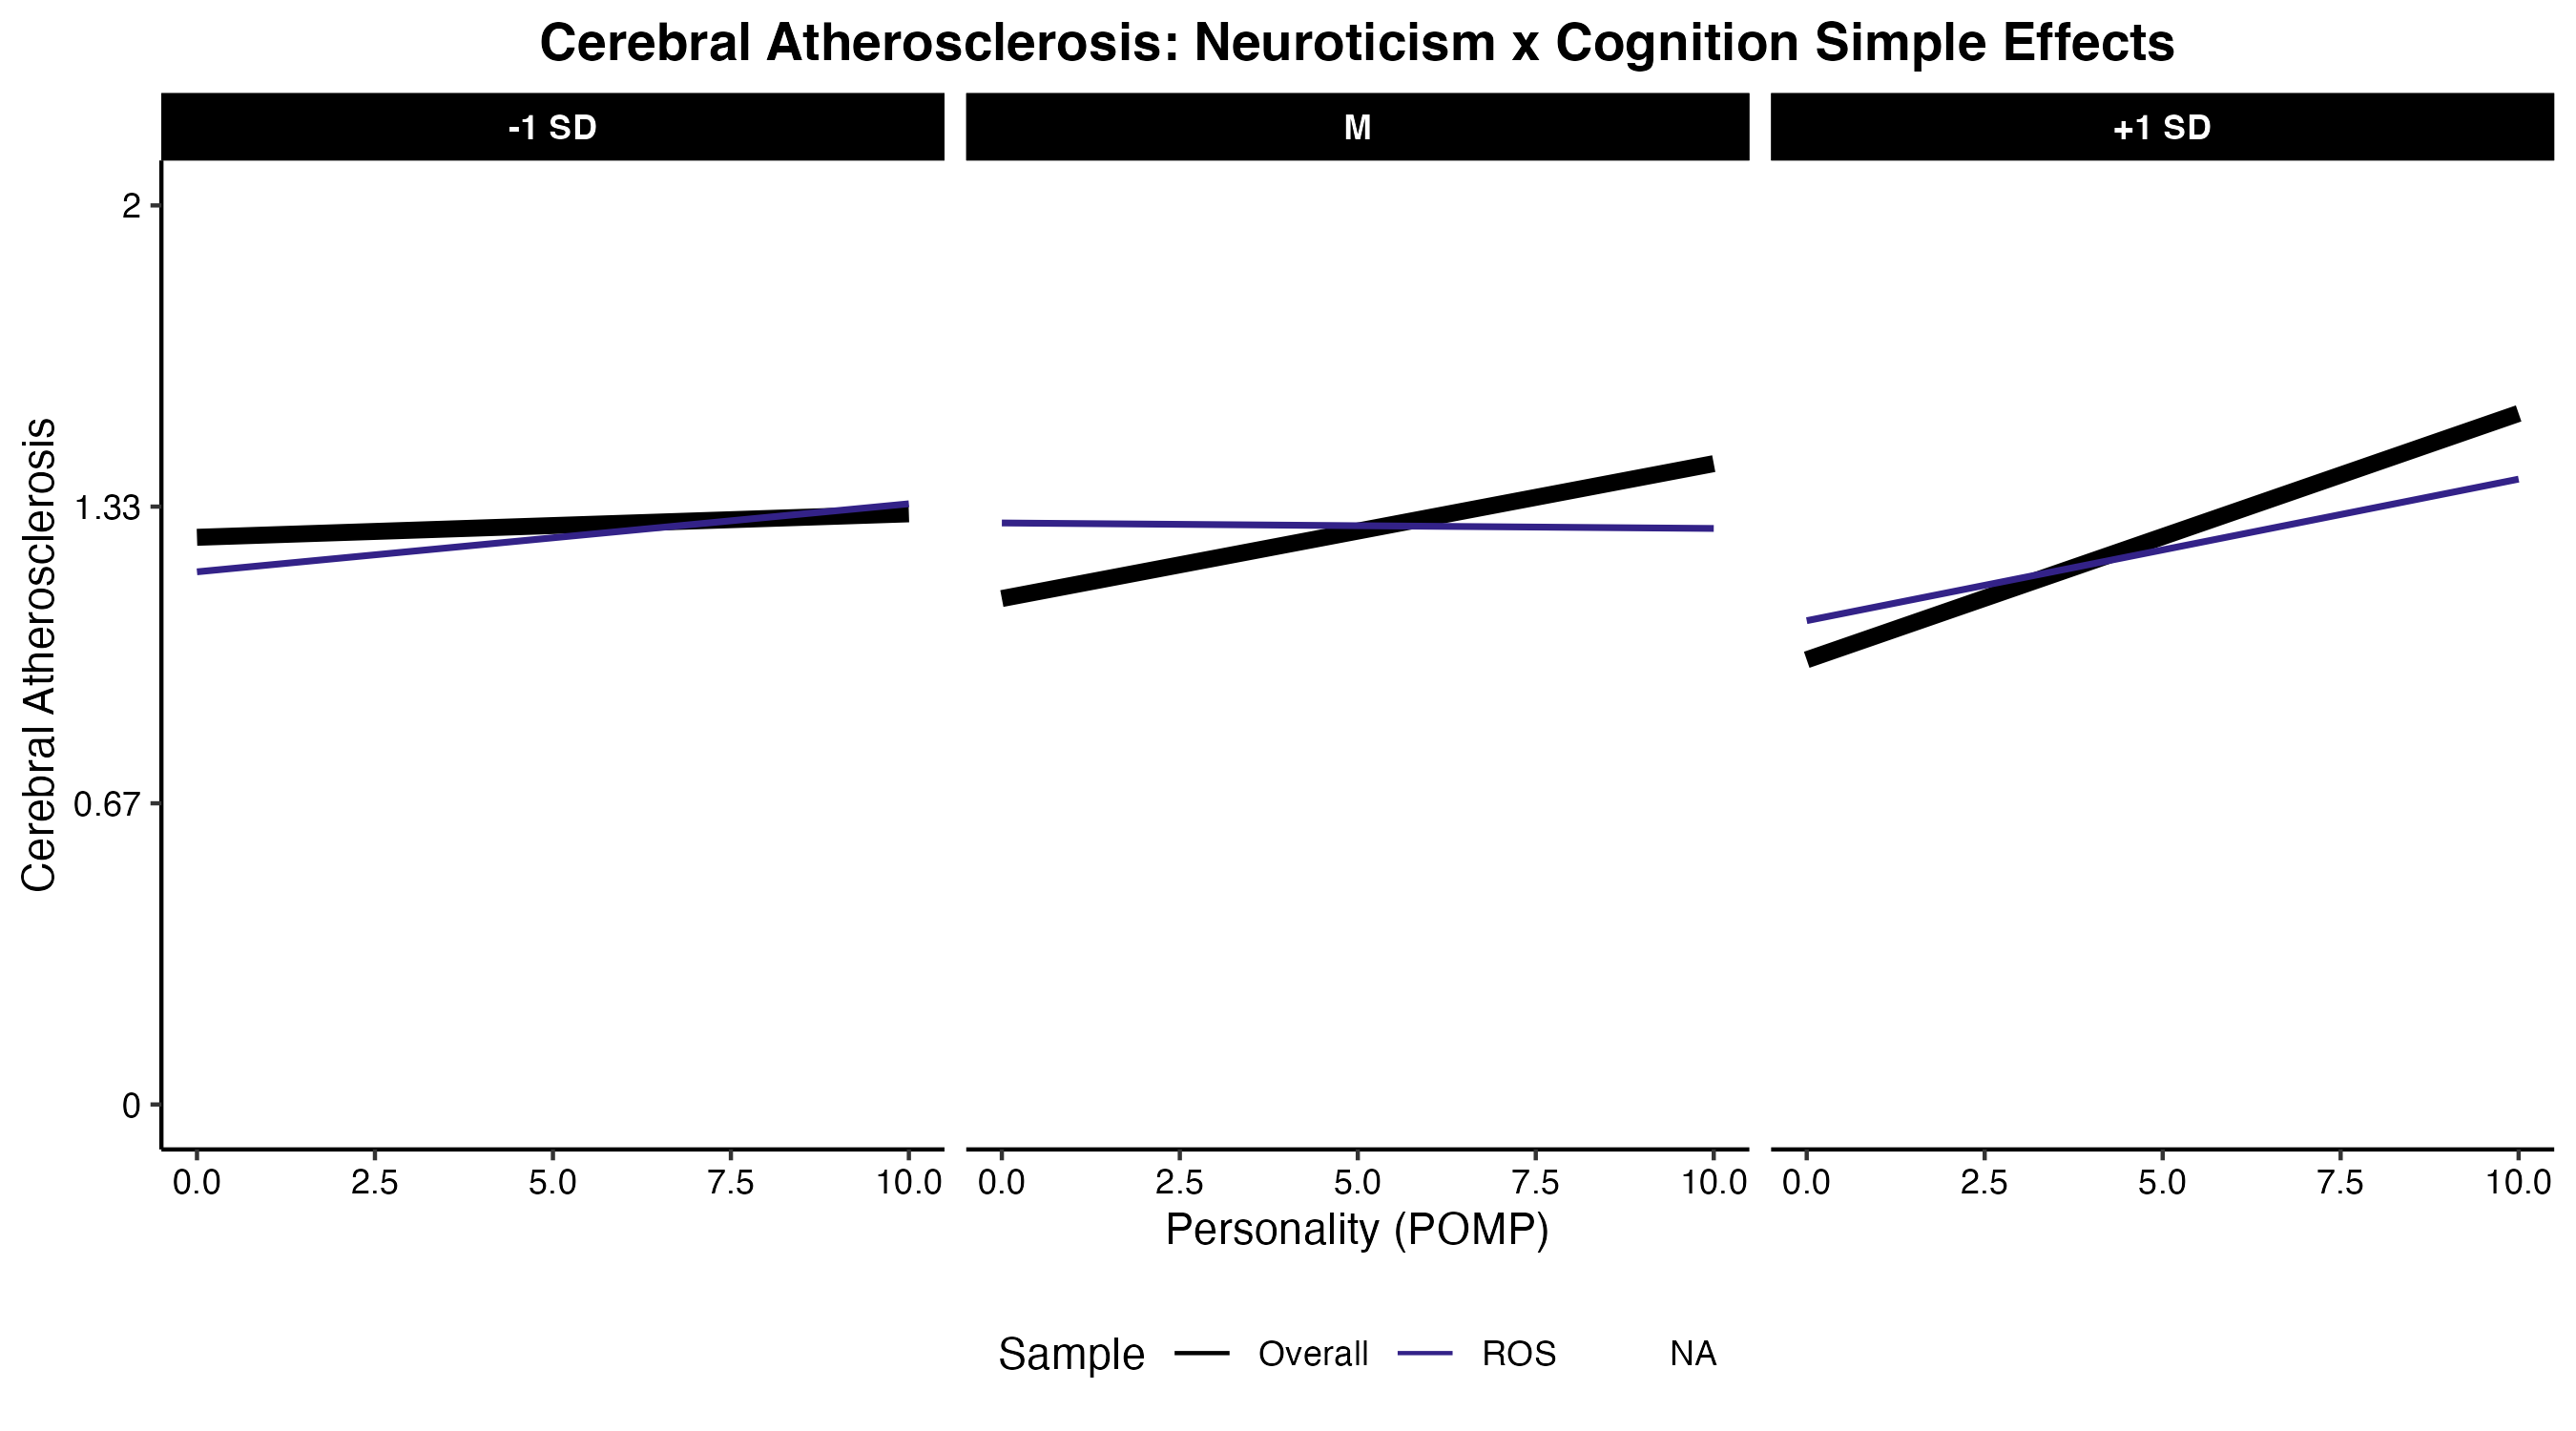 Cerebral Atherosclerosis: Neuroticism x Cognition Simple Effects
-1 SD
M
+1 SD
Cerebral Atherosclerosis
2
1.33
0.67
0
0.0 2.5 5.0 7.5 10.0
0.0 2.5 5.0 7.5 10.0
0.0 2.5 5.0 7.5 10.0
Personality (POMP)
Sample Overall ROS NA